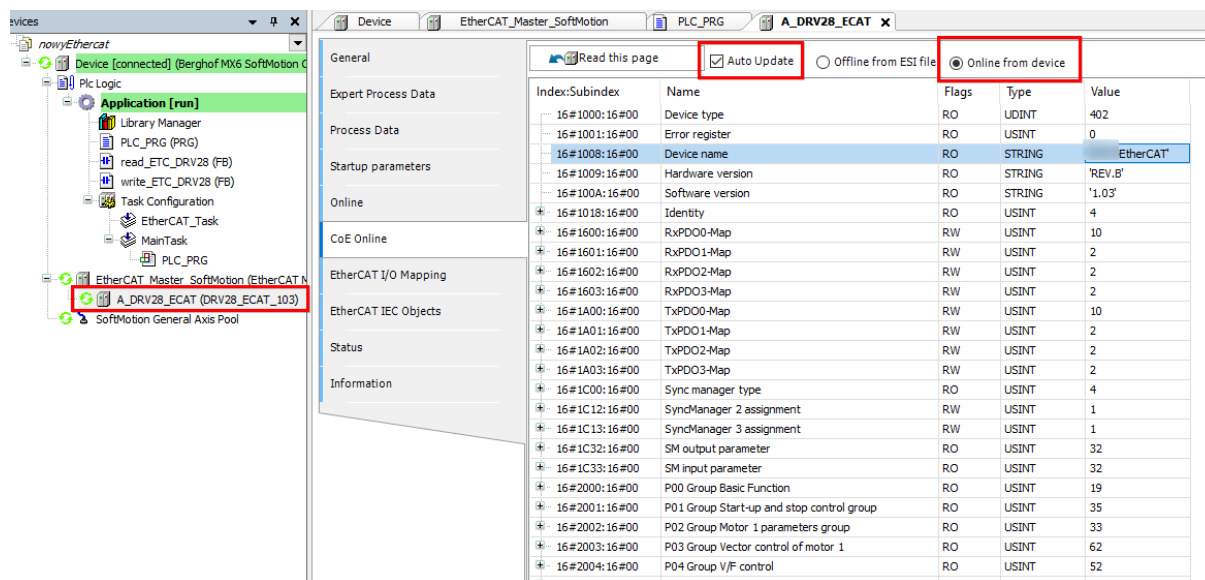 evices
Device
EtherCAT_Master_SoftMotion
PLC_PRG
A_DRV28_ECAT
nowyEthercat
Device [connected] (Berghof MX6 SoftMotion C
Plc Logic
Application [run]
Library Manager
PLC_PRG (PRG)
read_ETC_DRV28 (FB)
write_ETC_DRV28 (FB)
Task Configuration
EtherCAT_Task
MainTask
PLC_PRG
EtherCAT_Master_SoftMotion (EtherCAT M
A_DRV28_ECAT (DRV28_ECAT_103)
SoftMotion General Axis Pool
General
Expert Process Data
Process Data
Startup parameters
Online
CoE Online
EtherCAT I/O Mapping
EtherCAT IEC Objects
Status
Information
Read this page Auto Update Offline from ESI file Online from device
Index:Subindex Name Flags Type Value
16#1000:16#00 Device type RO UDINT 402
16#1001:16#00 Error register RO USINT 0
16#1008:16#00 Device name RO STRING EtherCAT'
16#1009:16#00 Hardware version RO STRING 'REV.B'
16#100A:16#00 Software version RO STRING '1.03'
16#1018:16#00 Identity RO USINT 4
16#1600:16#00 RxPDO0-Map RW USINT 10
16#1601:16#00 RxPDO1-Map RW USINT 2
16#1602:16#00 RxPDO2-Map RW USINT 2
16#1603:16#00 RxPDO3-Map RW USINT 2
16#1A00:16#00 TxPDO0-Map RW USINT 10
16#1A01:16#00 TxPDO1-Map RW USINT 2
16#1A02:16#00 TxPDO2-Map RW USINT 2
16#1A03:16#00 TxPDO3-Map RW USINT 2
16#1C00:16#00 Sync manager type RO USINT 4
16#1C12:16#00 SyncManager 2 assignment RW USINT 1
16#1C13:16#00 SyncManager 3 assignment RW USINT 1
16#1C32:16#00 SM output parameter RO USINT 32
16#1C33:16#00 SM input parameter RO USINT 32
16#2000:16#00 P00 Group Basic Function RO USINT 19
16#2001:16#00 P01 Group Start-up and stop control group RO USINT 35
16#2002:16#00 P02 Group Motor 1 parameters group RO USINT 33
16#2003:16#00 P03 Group Vector control of motor 1 RO USINT 62
16#2004:16#00 P04 Group V/F control RO USINT 52